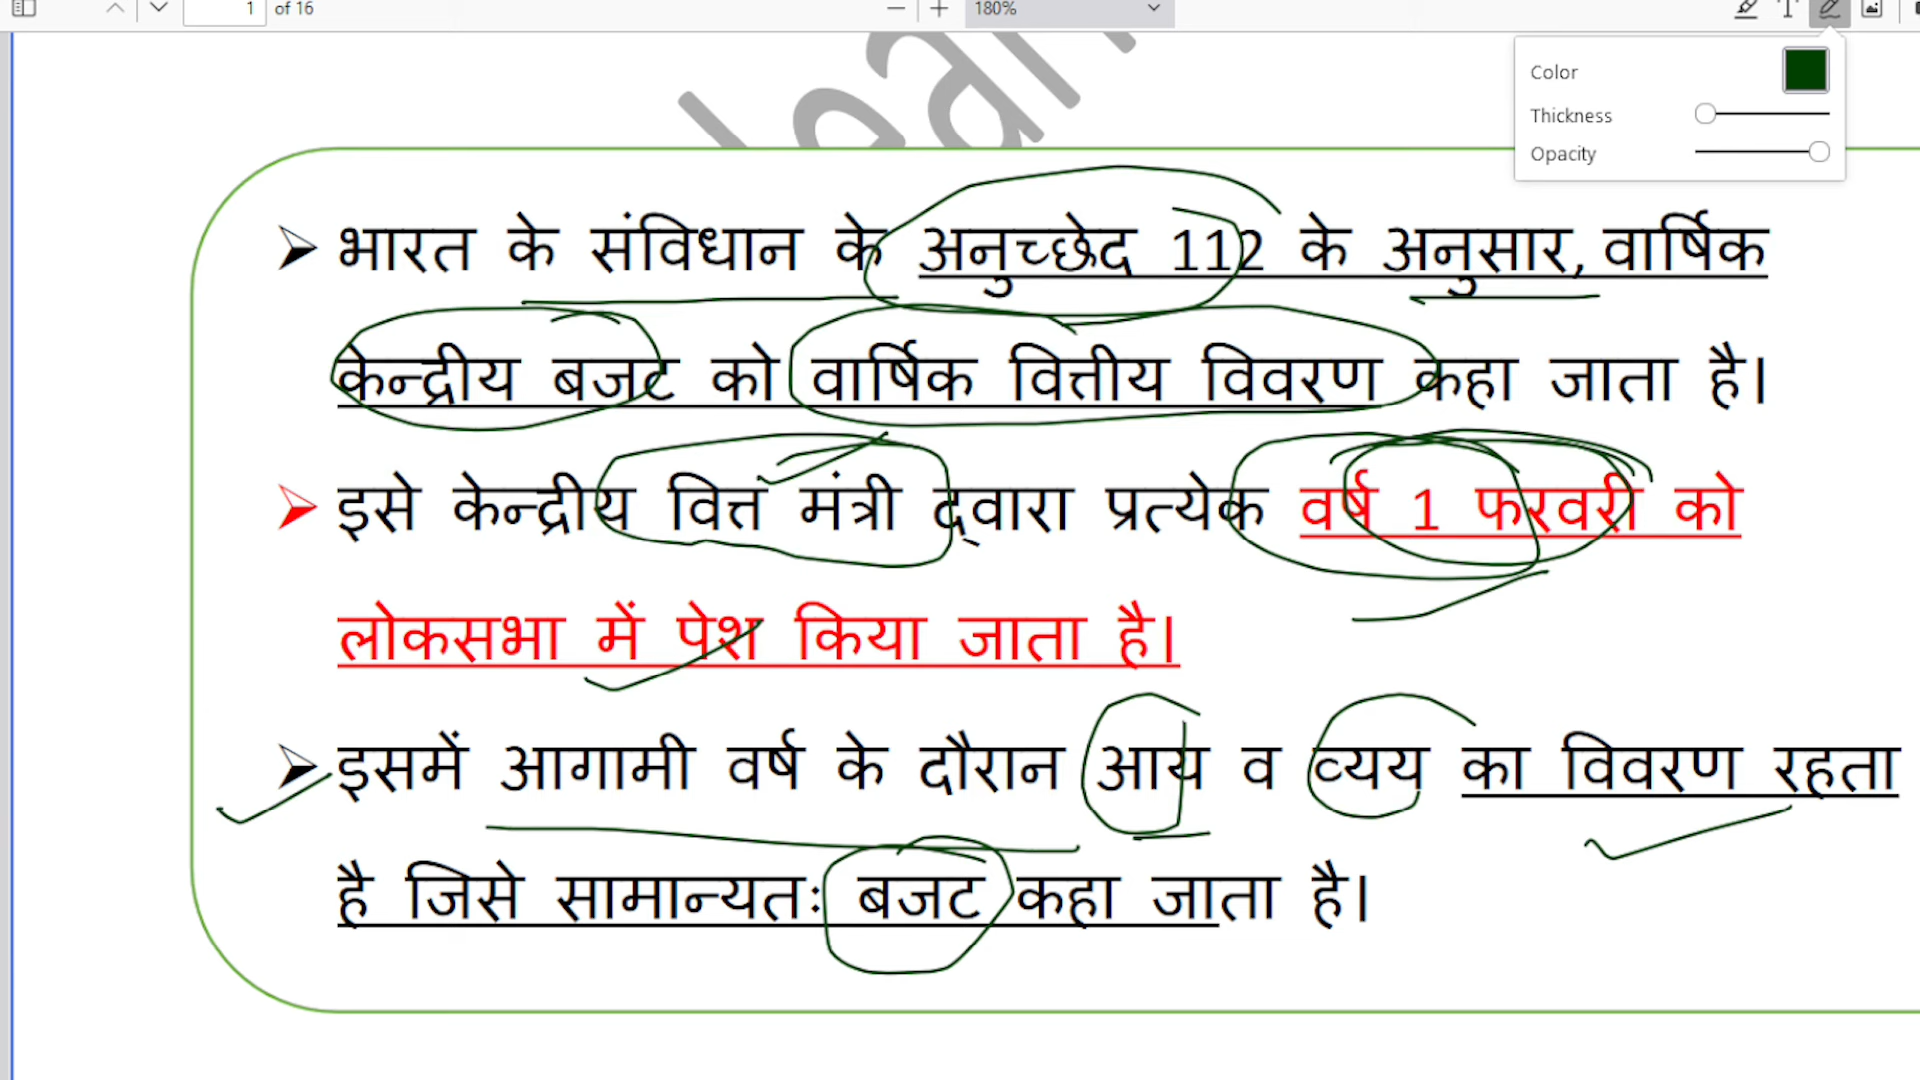 1 of 16
180%
Color
Thickness
Opacity
भारत के संविधान के अनुच्छेद 112 के अनुसार, वार्षिक
केन्द्रीय बजट को वार्षिक वित्तीय विवरण कहा जाता है।
इसे केन्द्रीय वित्त मंत्री द्वारा प्रत्येक वर्ष 1 फरवरी को
लोकसभा में पेश किया जाता है।
इसमें आगामी वर्ष के दौरान आय व व्यय का विवरण रहता
है जिसे सामान्यतः बजट कहा जाता है।